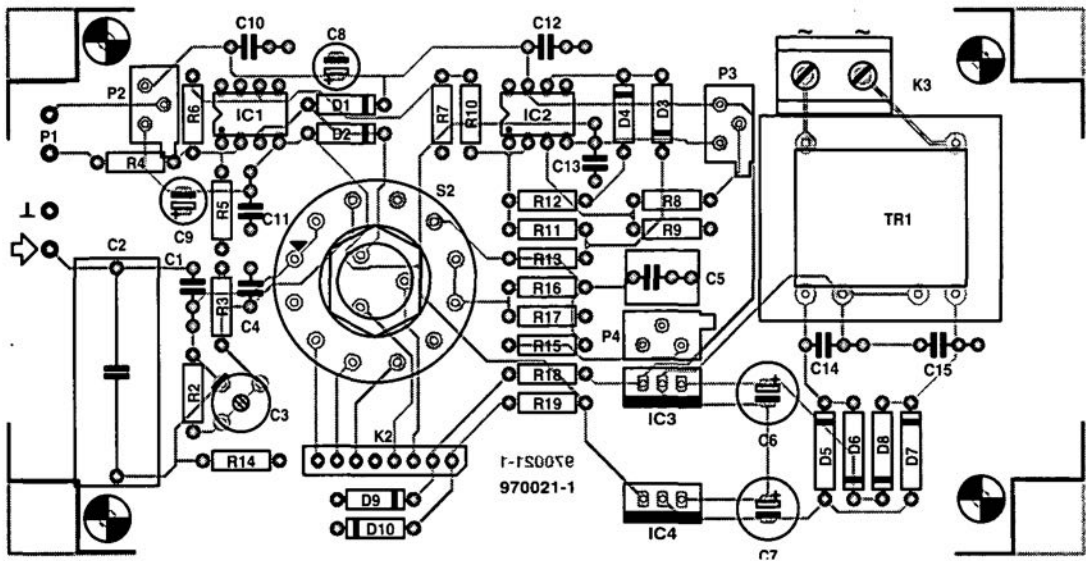 C10
C12
C8
~ ~
P2
P3
K3
R6
IC1
D1
R7
R10
IC2
D4
D3
P1
D2
R4
C13
S2
R12
R8
R5
C11
⊥
C9
R11
R9
TR1
C2
C1
R13
R3
C4
R16
C5
R17
P4
R15
C14
C15
R2
R18
C3
R19
IC3
C6
K2
D5
D6
D8
D7
R14
970021-1
970021-1
D9
D10
IC4
C7
+
+
+
+